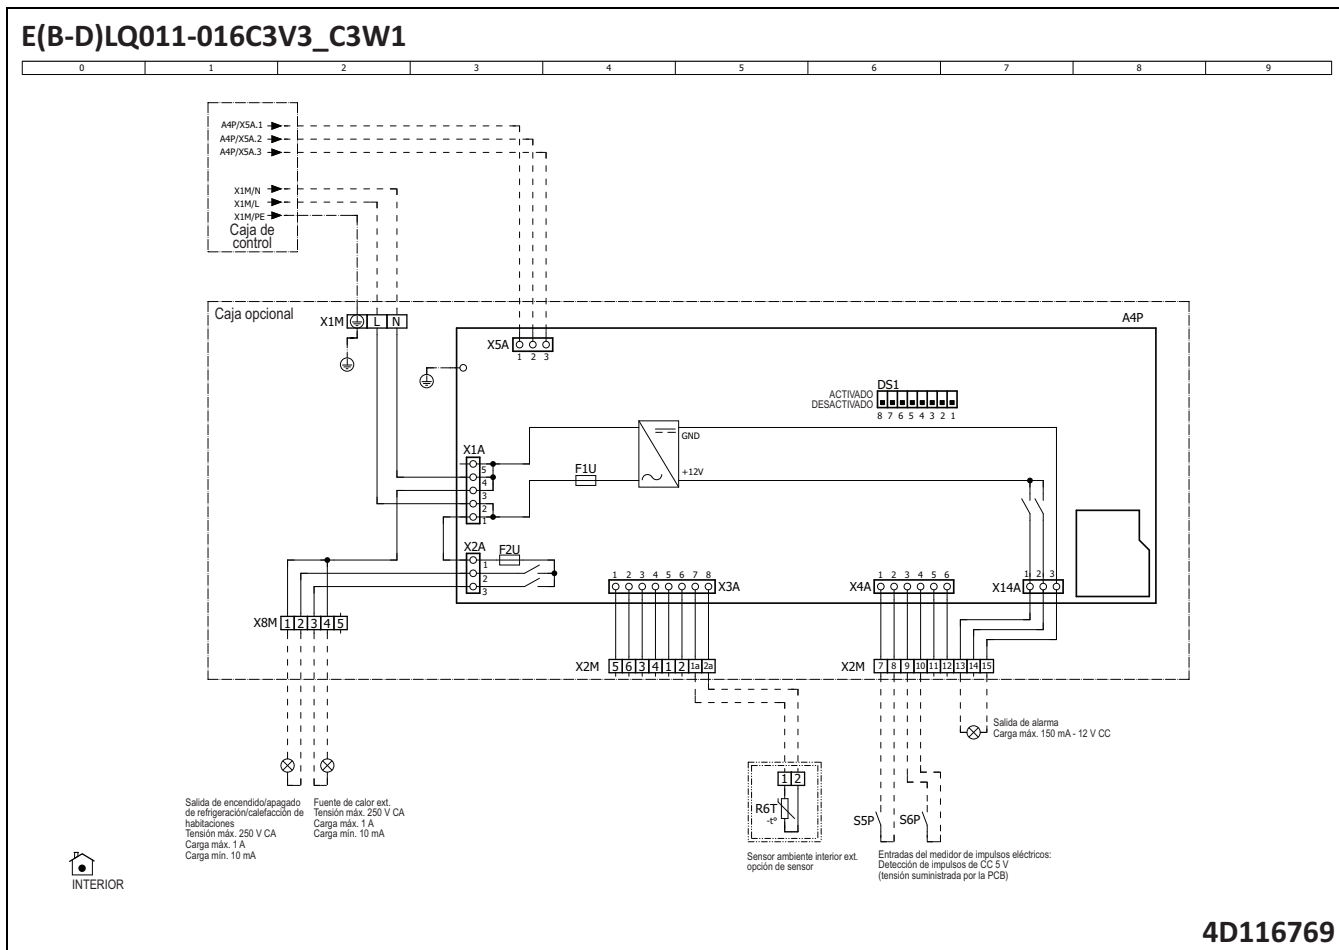 E(B-D)LQ011-016C3V3_C3W1
0 1 2 3 4 5 6 7 8 9
A4P/X5A.1
A4P/X5A.2
A4P/X5A.3
X1M/N
X1M/L
X1M/PE
Caja de
control
Caja opcional
X1M L N
A4P
X5A
1 2 3
DS1
ACTIVADO
DESACTIVADO
8 7 6 5 4 3 2 1
GND
+12V
X1A
5
4
3
2
1
F1U
X2A
1
2
3
F2U
1 2 3 4 5 6 7 8
X3A
1 2 3 4 5 6
X4A
1 2 3
X14A
X8M 1 2 3 4 5
X2M 5 6 3 4 1 2 1a 2a
X2M 7 8 9 10 11 12 13 14 15
Salida de alarma
Carga máx. 150 mA - 12 V CC
1 2
R6T
-t°
S5P
S6P
Salida de encendido/apagado
de refrigeración/calefacción de
habitaciones
Tensión máx. 250 V CA
Carga máx. 1 A
Carga mín. 10 mA
Fuente de calor ext.
Tensión máx. 250 V CA
Carga máx. 1 A
Carga mín. 10 mA
Sensor ambiente interior ext.
opción de sensor
Entradas del medidor de impulsos eléctricos:
Detección de impulsos de CC 5 V
(tensión suministrada por la PCB)
INTERIOR
4D116769